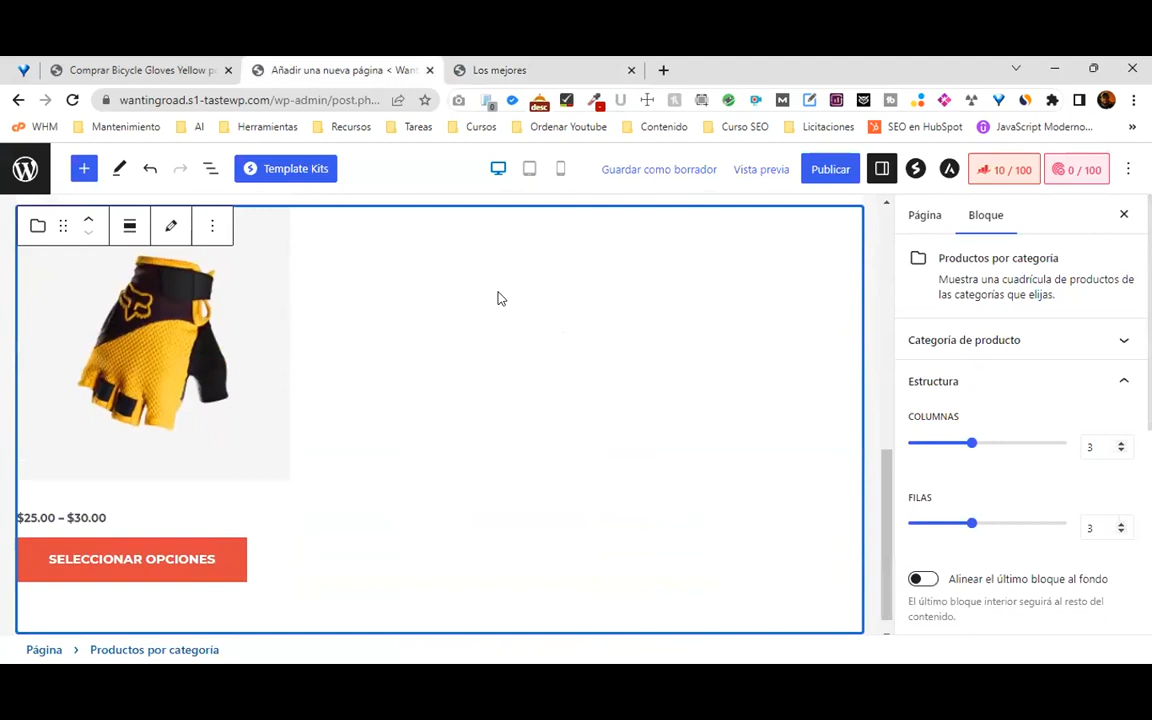 Comprar Bicycle Gloves Yellow po
Añadir una nueva página < Want
Los mejores
wantingroad.s1-tastewp.com/wp-admin/post.ph...
0
desc
WHM
Mantenimiento
AI
Herramientas
Recursos
Tareas
Cursos
Ordenar Youtube
Contenido
Curso SEO
Licitaciones
SEO en HubSpot
JavaScript Moderno...
»
Template Kits
Guardar como borrador
Vista previa
Publicar
10 / 100
0 / 100
Página
Bloque
Productos por categoría
Muestra una cuadrícula de productos de
las categorías que elijas.
Categoría de producto
Estructura
COLUMNAS
3
FILAS
3
Alinear el último bloque al fondo
El último bloque interior seguirá al resto del
contenido.
$25.00 – $30.00
SELECCIONAR OPCIONES
Página > Productos por categoría